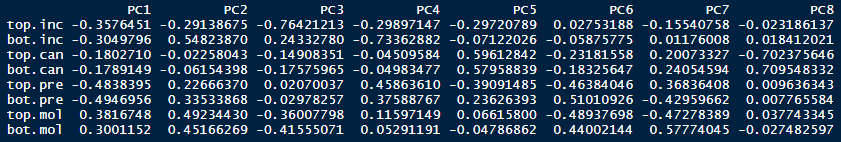 PC1 PC2 PC3 PC4 PC5 PC6 PC7 PC8
top.inc -0.3576451 -0.29138675 -0.76421213 -0.29897147 -0.29720789 0.02753188 -0.15540758 -0.023186137
bot.inc -0.3049796 0.54823870 0.24332780 -0.73362882 -0.07122026 -0.05875775 0.01176008 0.018412021
top.can -0.1802710 -0.02258043 -0.14908351 -0.04509584 0.59612842 -0.23181558 0.20073327 -0.702375646
bot.can -0.1789149 -0.06154398 -0.17565965 -0.04983477 0.57958839 -0.18325647 0.24054594 0.709548332
top.pre -0.4838395 0.22666370 0.02070037 0.45863610 -0.39091485 -0.46384046 0.36836408 0.009636343
bot.pre -0.4946956 0.33533868 -0.02978257 0.37588767 0.23626393 0.51010926 -0.42959662 0.007765584
top.mol 0.3816748 0.49234430 -0.36007798 0.11597149 0.06615800 -0.48937698 -0.47278389 0.037743345
bot.mol 0.3001152 0.45166269 -0.41555071 0.05291191 -0.04786862 0.44002144 0.57774045 -0.027482597